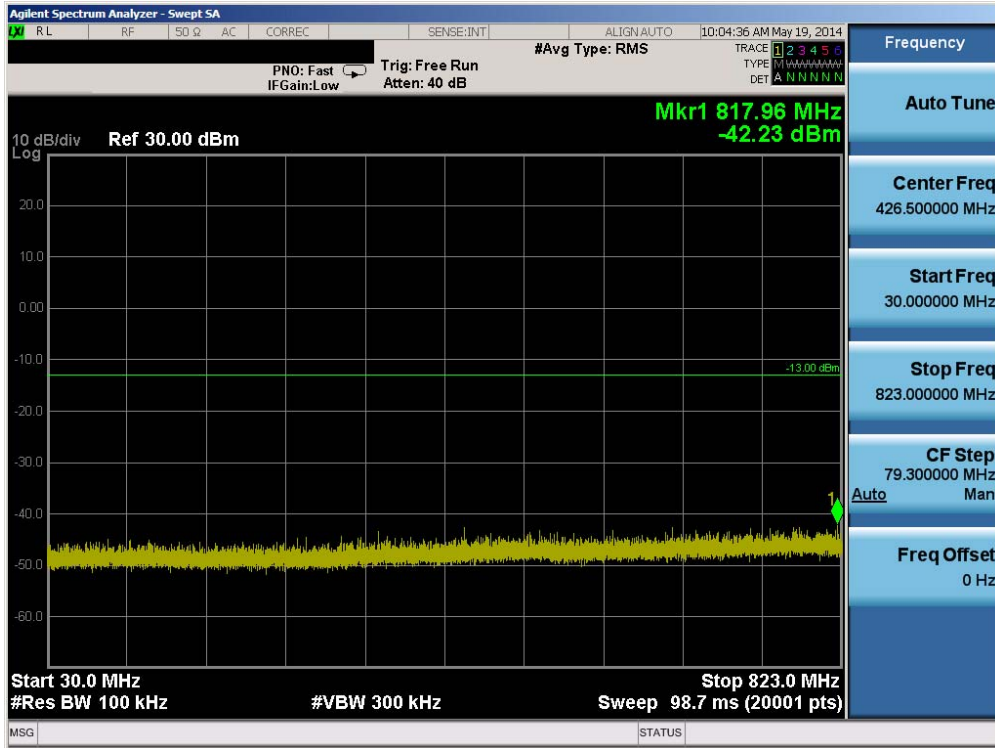 Agilent Spectrum Analyzer - Swept SA
LXI RL RF 50 Ω AC CORREC SENSE:INT ALIGN AUTO 10:04:36 AM May 19, 2014
#Avg Type: RMS TRACE 1 2 3 4 5 6
PNO: Fast Trig: Free Run TYPE M WWWWW
IFGain:Low Atten: 40 dB DET A N N N N N
Mkr1 817.96 MHz
-42.23 dBm
10 dB/div Ref 30.00 dBm
Log
20.0
10.0
0.00
-10.0
-13.00 dBm
-20.0
-30.0
1
-40.0
-50.0
-60.0
Start 30.0 MHz Stop 823.0 MHz
#Res BW 100 kHz #VBW 300 kHz Sweep 98.7 ms (20001 pts)
MSG STATUS
Frequency
Auto Tune
Center Freq
426.500000 MHz
Start Freq
30.000000 MHz
Stop Freq
823.000000 MHz
CF Step
79.300000 MHz
Auto Man
Freq Offset
0 Hz